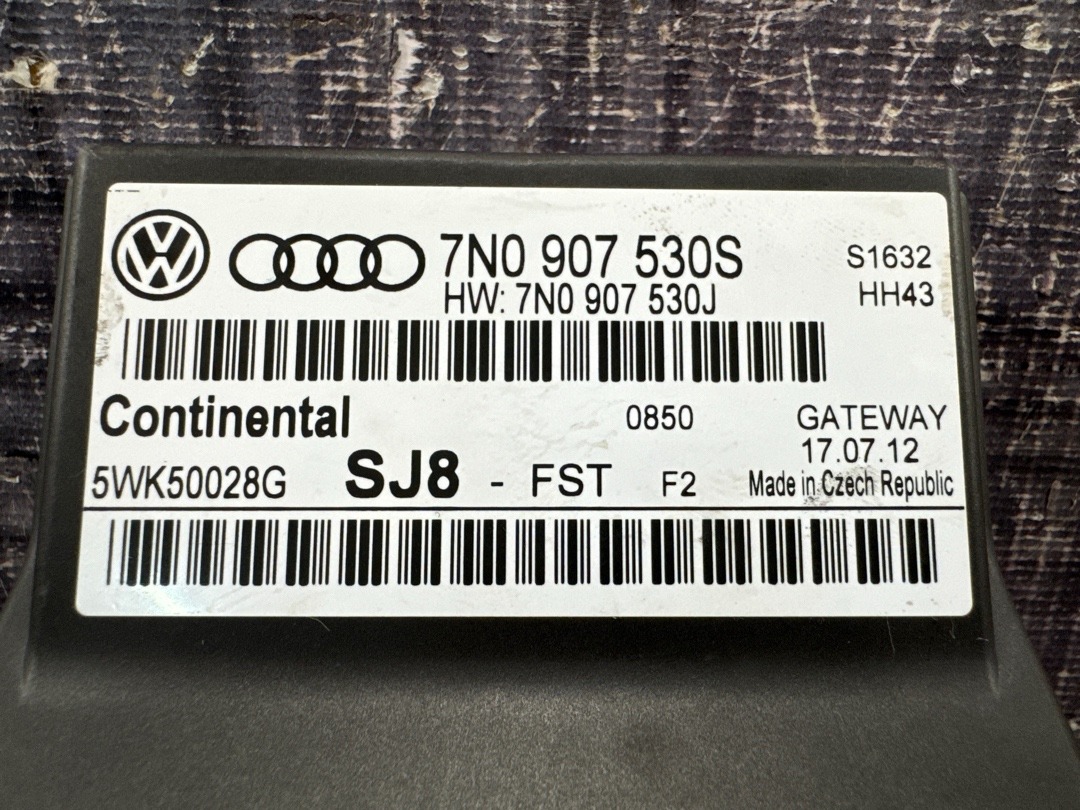 7N0 907 530S
S1632
HW: 7N0 907 530J
HH43
Continental
0850
GATEWAY
17.07.12
5WK50028G SJ8 - FST F2
Made in Czech Republic